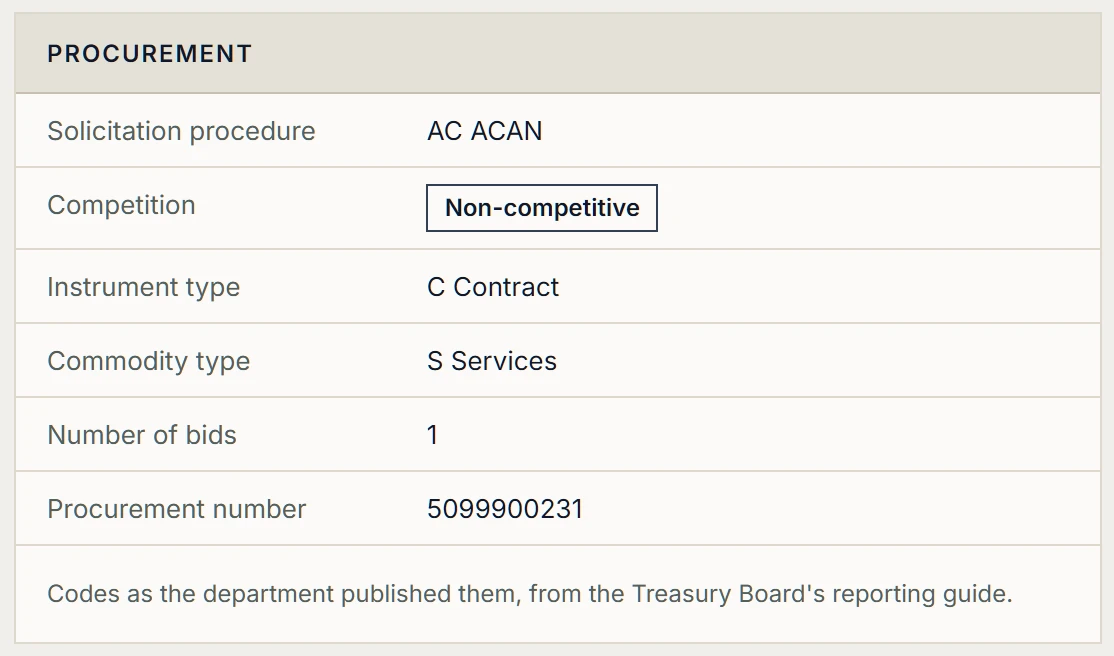 PROCUREMENT
Solicitation procedure AC ACAN
Competition Non-competitive
Instrument type C Contract
Commodity type S Services
Number of bids 1
Procurement number 5099900231
Codes as the department published them, from the Treasury Board's reporting guide.